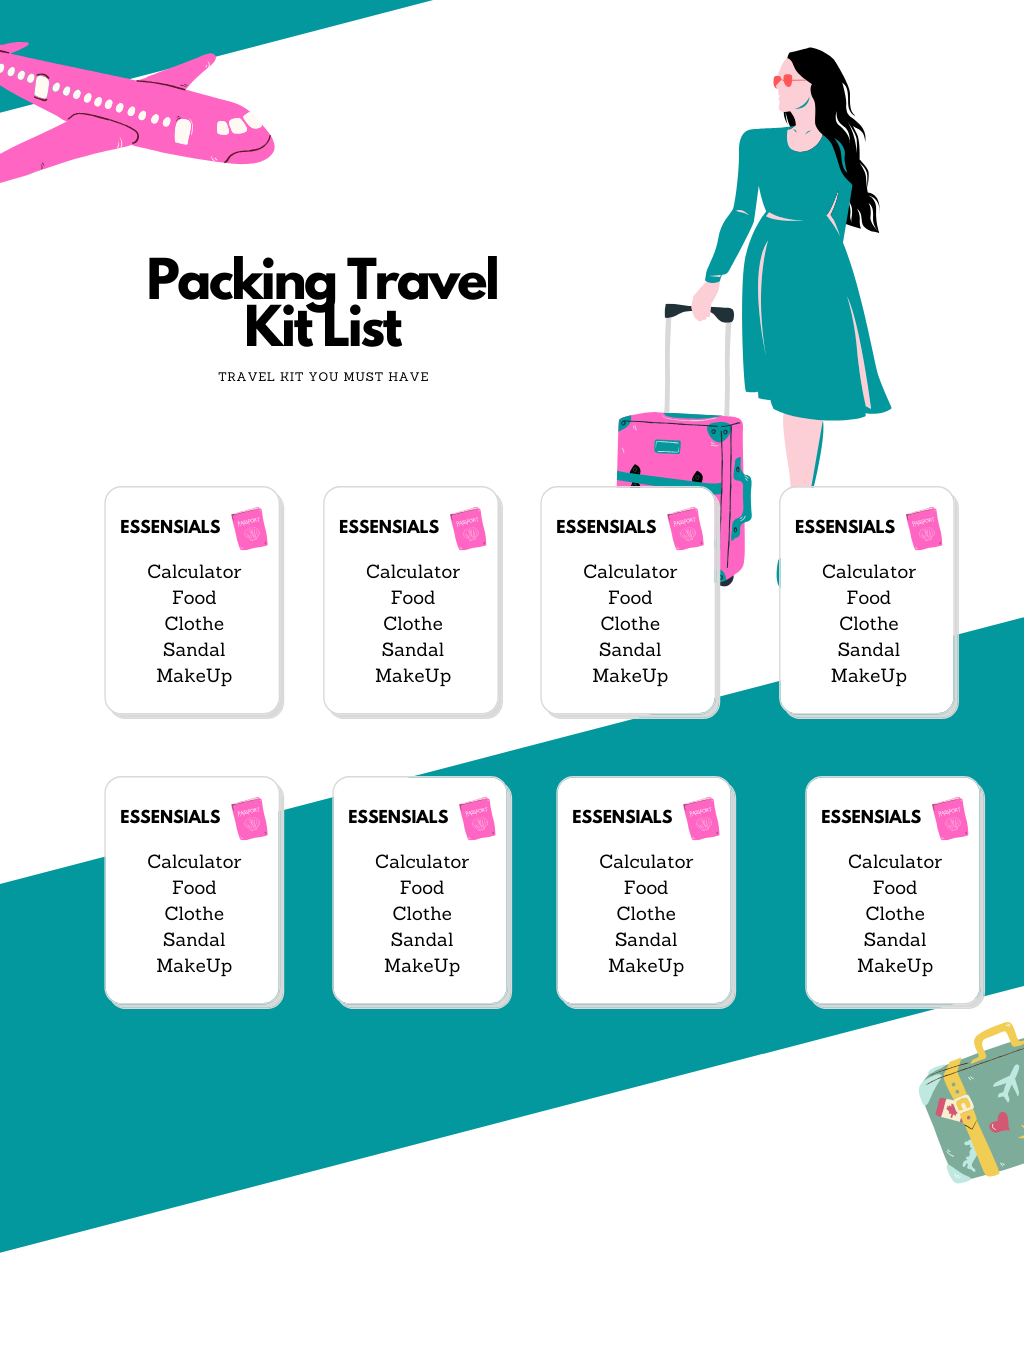 Packing Travel
Kit List
TRAVEL KIT YOU MUST HAVE
ESSENSIALS
PASSPORT
Calculator
Food
Clothe
Sandal
MakeUp
ESSENSIALS
PASSPORT
Calculator
Food
Clothe
Sandal
MakeUp
ESSENSIALS
PASSPORT
Calculator
Food
Clothe
Sandal
MakeUp
ESSENSIALS
PASSPORT
Calculator
Food
Clothe
Sandal
MakeUp
ESSENSIALS
PASSPORT
Calculator
Food
Clothe
Sandal
MakeUp
ESSENSIALS
PASSPORT
Calculator
Food
Clothe
Sandal
MakeUp
ESSENSIALS
PASSPORT
Calculator
Food
Clothe
Sandal
MakeUp
ESSENSIALS
PASSPORT
Calculator
Food
Clothe
Sandal
MakeUp